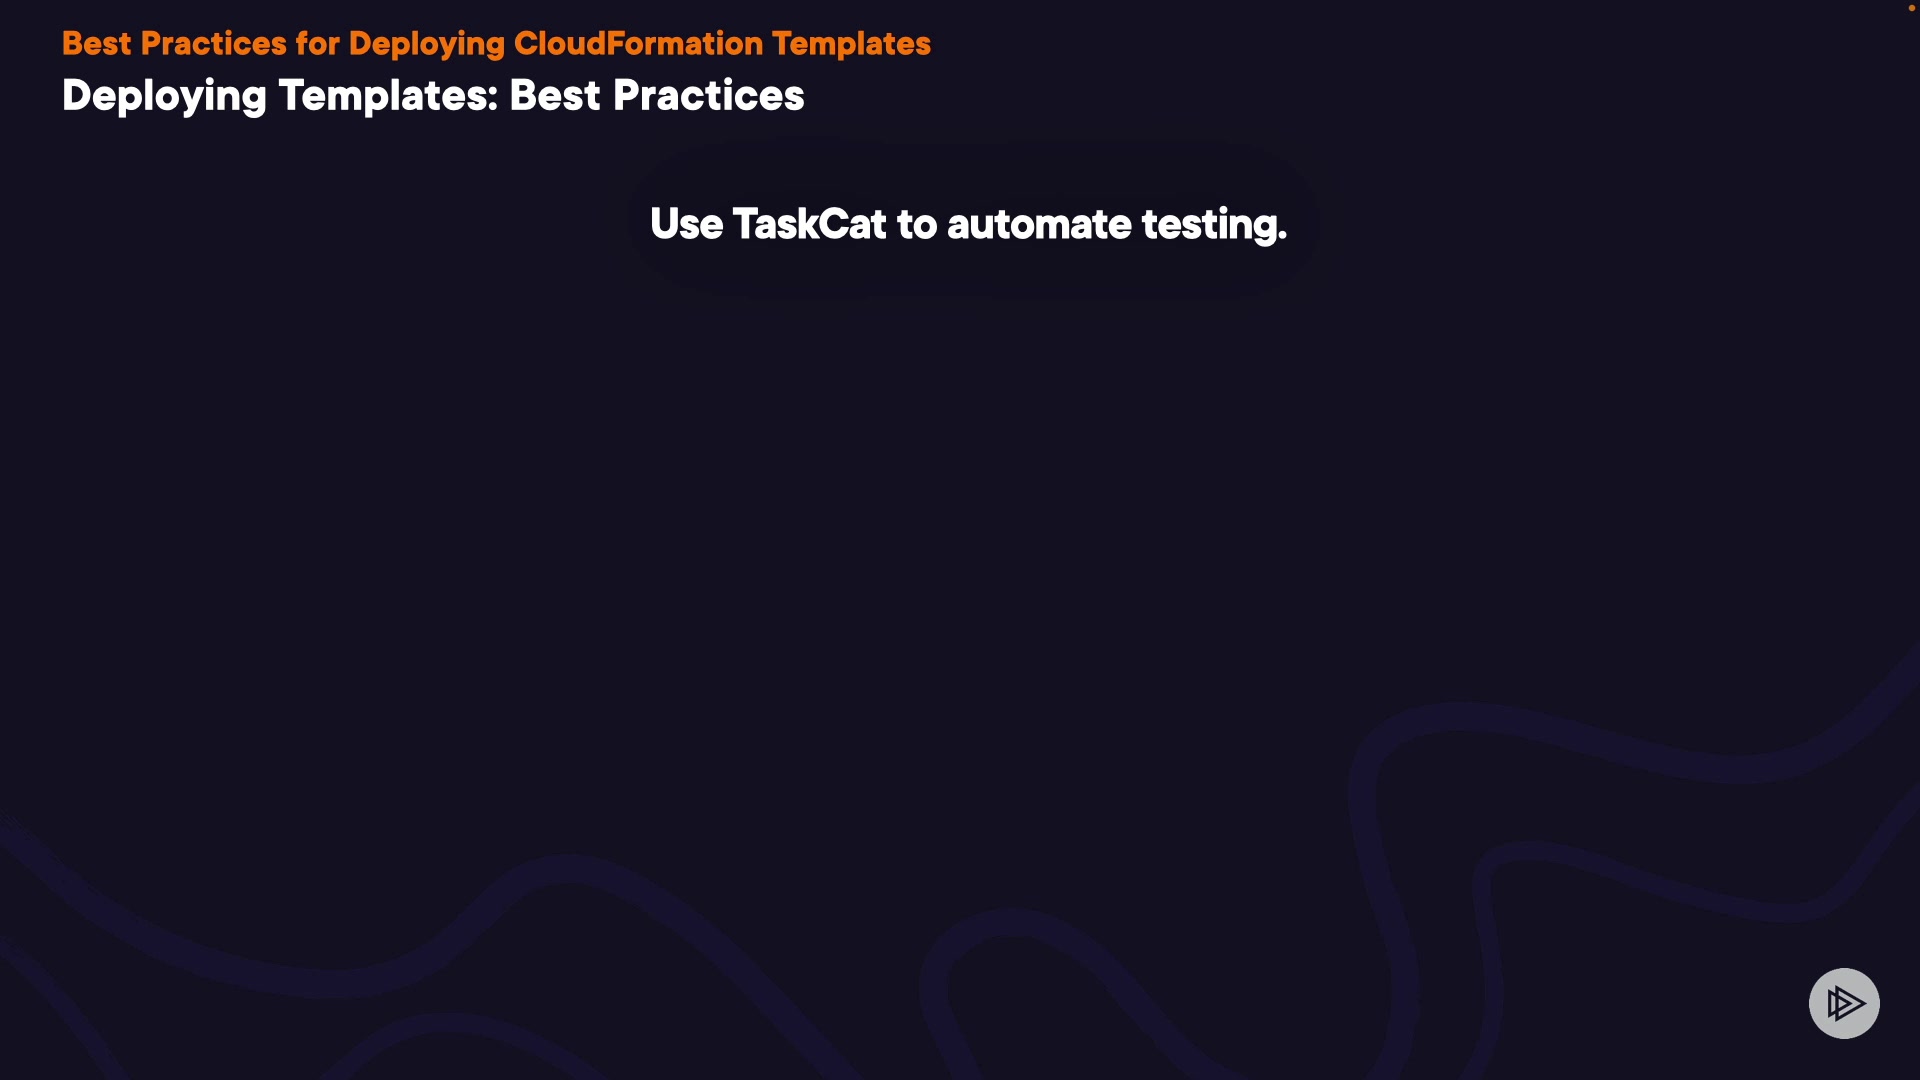 Best Practices for Deploying CloudFormation Templates
Deploying Templates: Best Practices
Use TaskCat to automate testing.